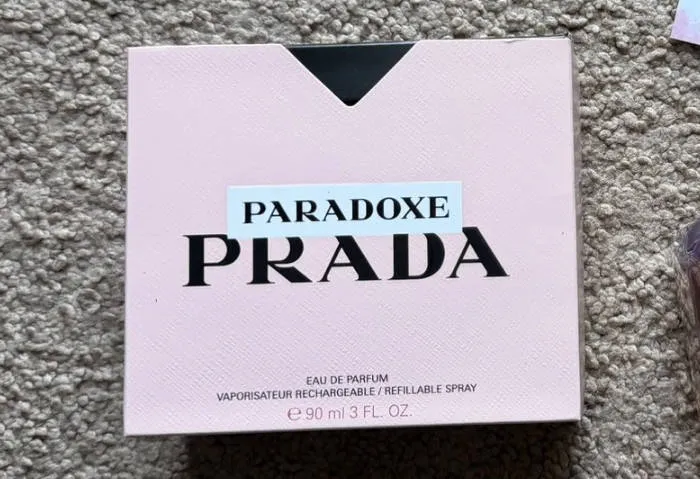 PARADOXE
PRADA
EAU DE PARFUM
VAPORISATEUR RECHARGEABLE / REFILLABLE SPRAY
℮ 90 ml 3 FL. OZ.